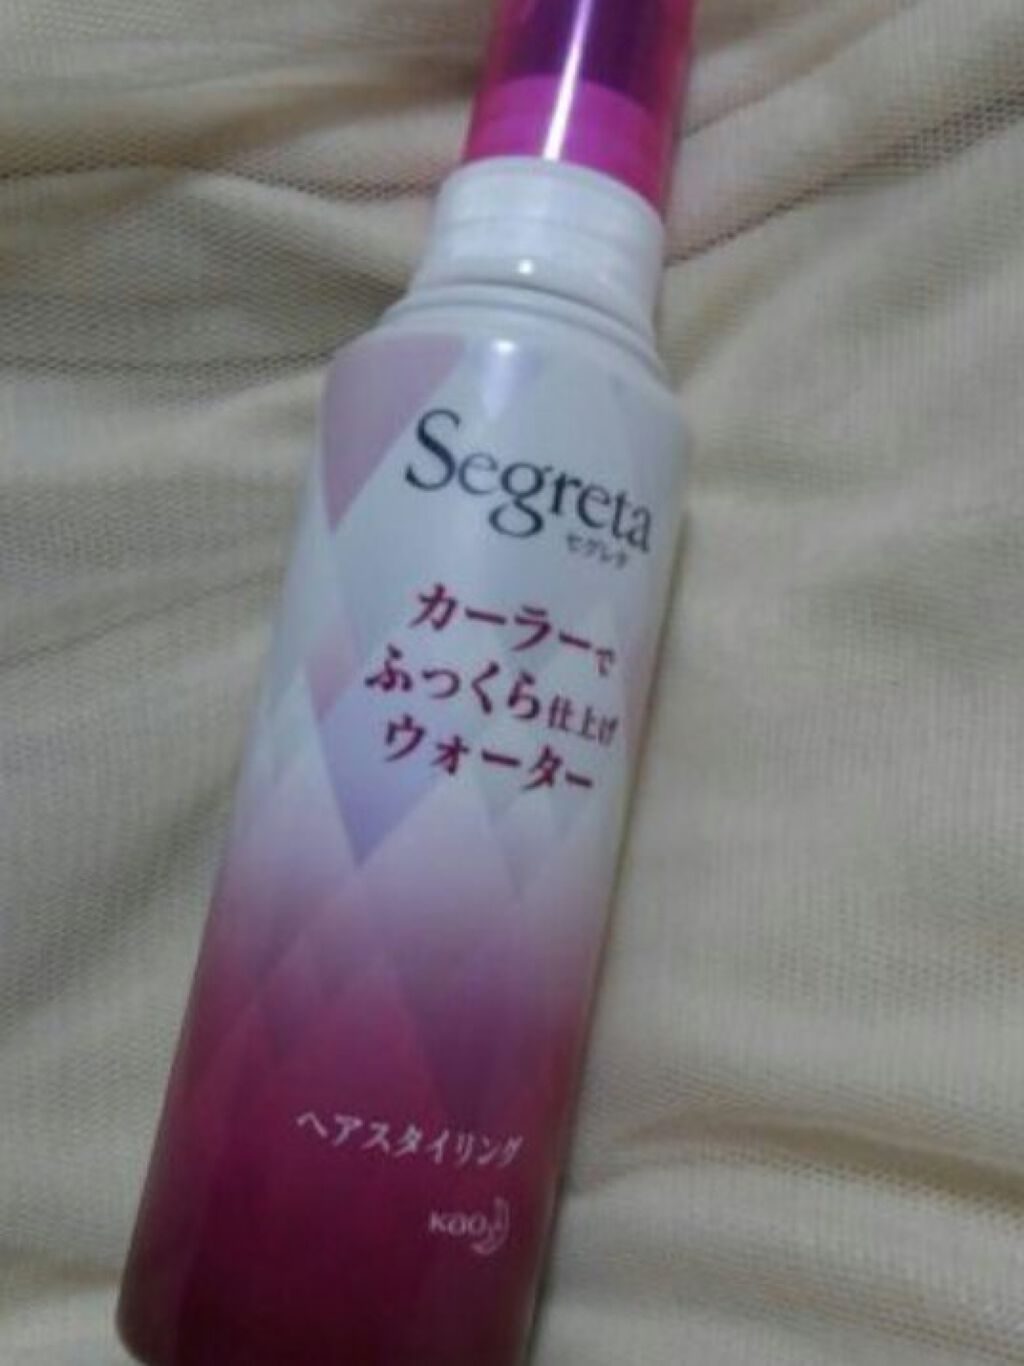 Segreta
セグレタ
カーラーで
ふっくら仕上げ
ウォーター
ヘアスタイリング
Kao